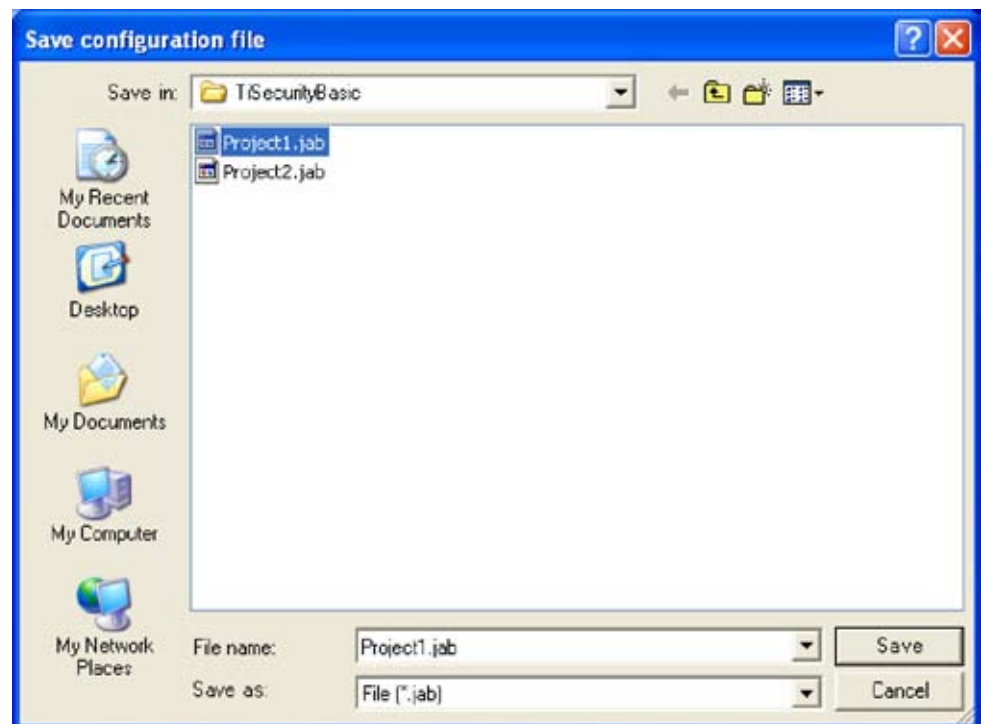 Save configuration file
Save in: TiSecurityBasic
Project1.jab
Project2.jab
My Recent
Documents
Desktop
My Documents
My Computer
My Network
Places
File name: Project1.jab Save
Save as: File (*.jab) Cancel